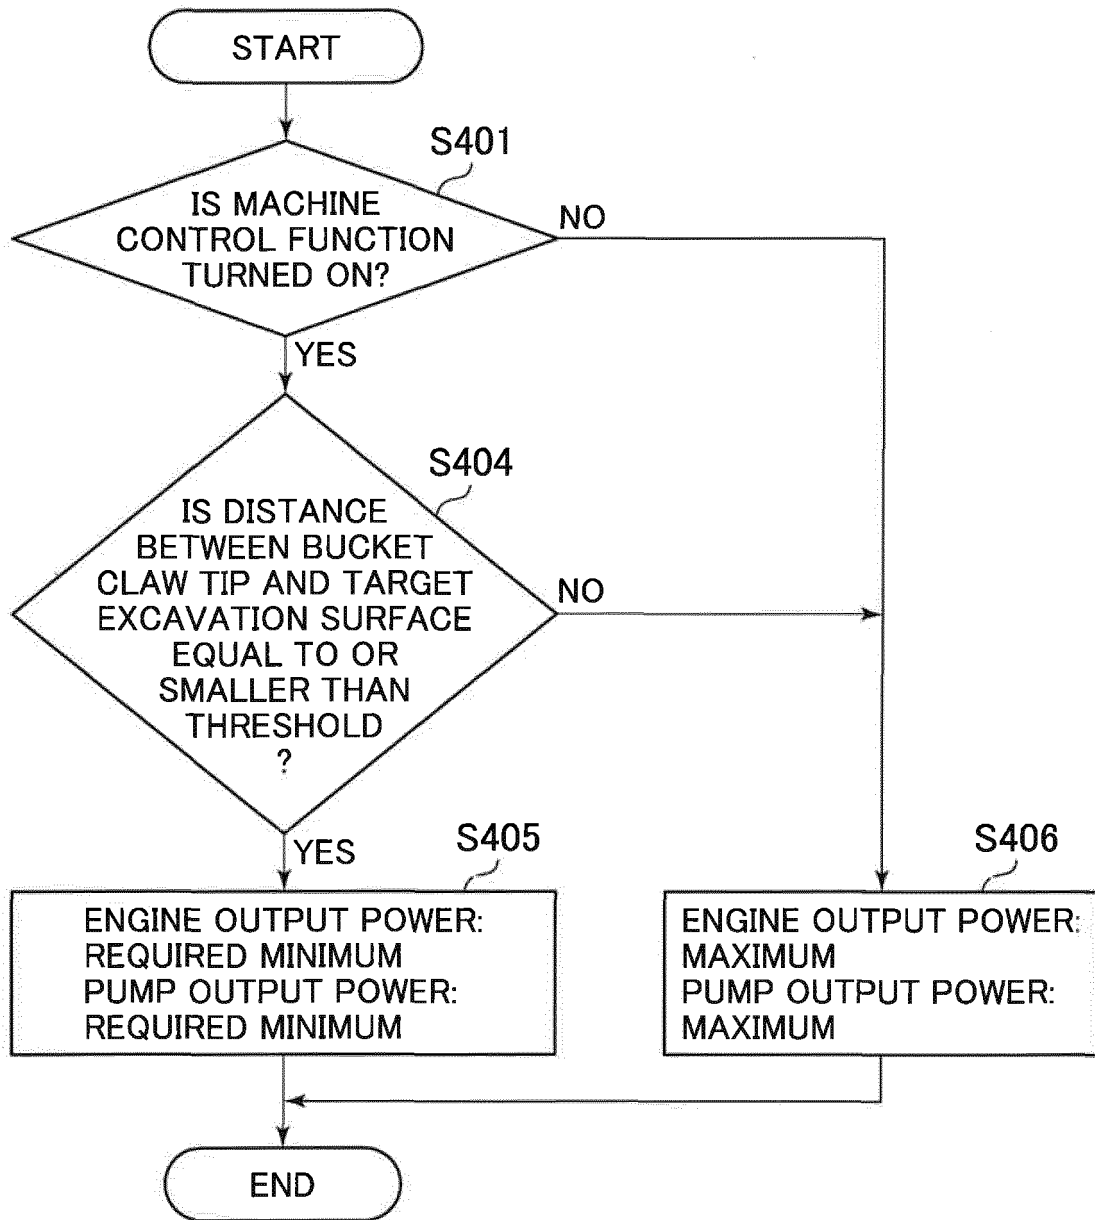 START
S401
IS MACHINE
CONTROL FUNCTION
TURNED ON?
NO
YES
S404
IS DISTANCE
BETWEEN BUCKET
CLAW TIP AND TARGET
EXCAVATION SURFACE
EQUAL TO OR
SMALLER THAN
THRESHOLD
?
NO
YES
S405
ENGINE OUTPUT POWER:
REQUIRED MINIMUM
PUMP OUTPUT POWER:
REQUIRED MINIMUM
S406
ENGINE OUTPUT POWER:
MAXIMUM
PUMP OUTPUT POWER:
MAXIMUM
END